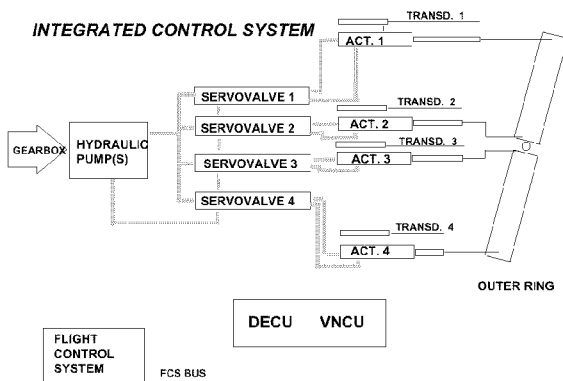 INTEGRATED CONTROL SYSTEM
TRANSD. 1
ACT. 1
SERVOVALVE 1
TRANSD. 2
SERVOVALVE 2
ACT. 2
GEARBOX
HYDRAULIC
PUMP(S)
TRANSD. 3
SERVOVALVE 3
ACT. 3
SERVOVALVE 4
TRANSD. 4
ACT. 4
OUTER RING
DECU VNCU
FLIGHT
CONTROL
SYSTEM
FCS BUS